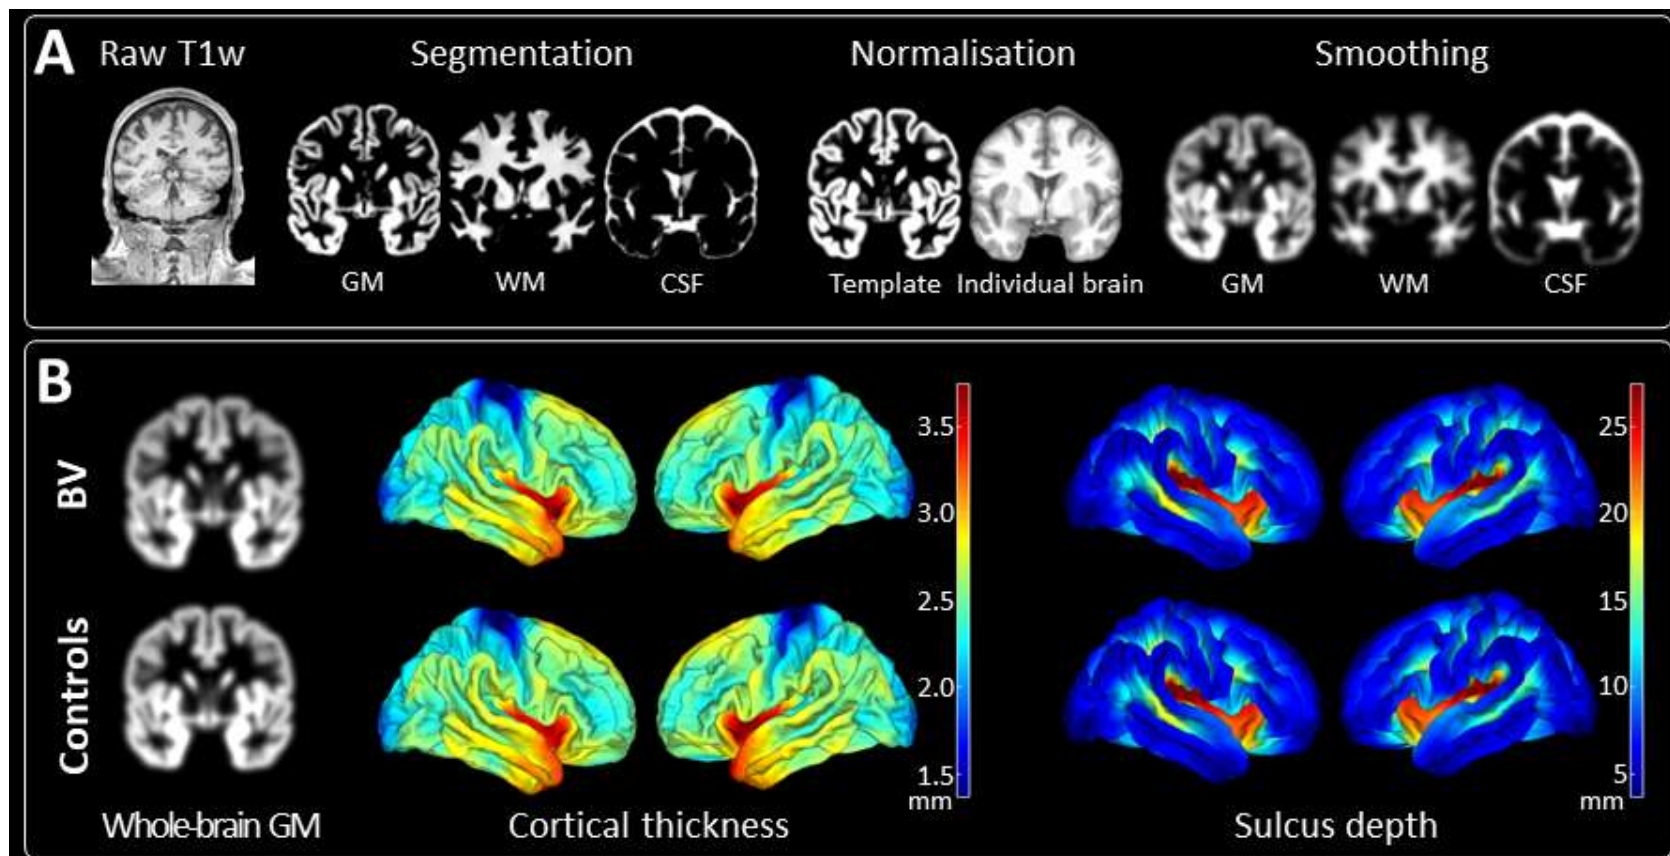 A
Raw T1w
Segmentation
Normalisation
Smoothing
GM
WM
CSF
Template
Individual brain
GM
WM
CSF
B
BV
Controls
3.5
3.0
2.5
2.0
1.5
mm
25
20
15
10
5
mm
Whole-brain GM
Cortical thickness
Sulcus depth